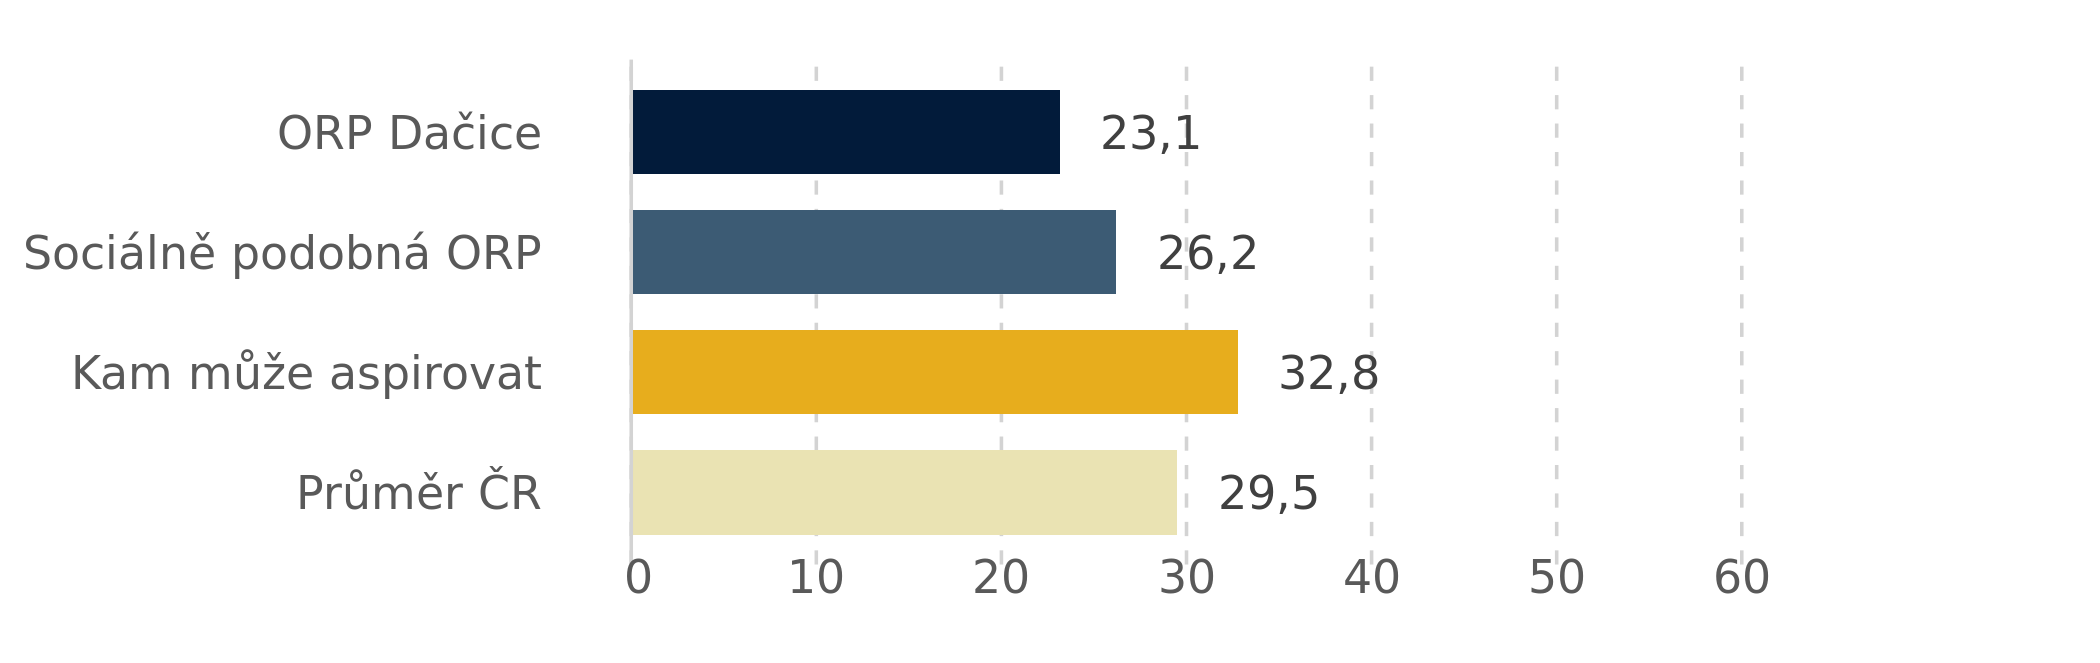 ORP Dačice
23,1
Sociálně podobná ORP
26,2
Kam může aspirovat
32,8
Průměr ČR
29,5
0 10 20 30 40 50 60